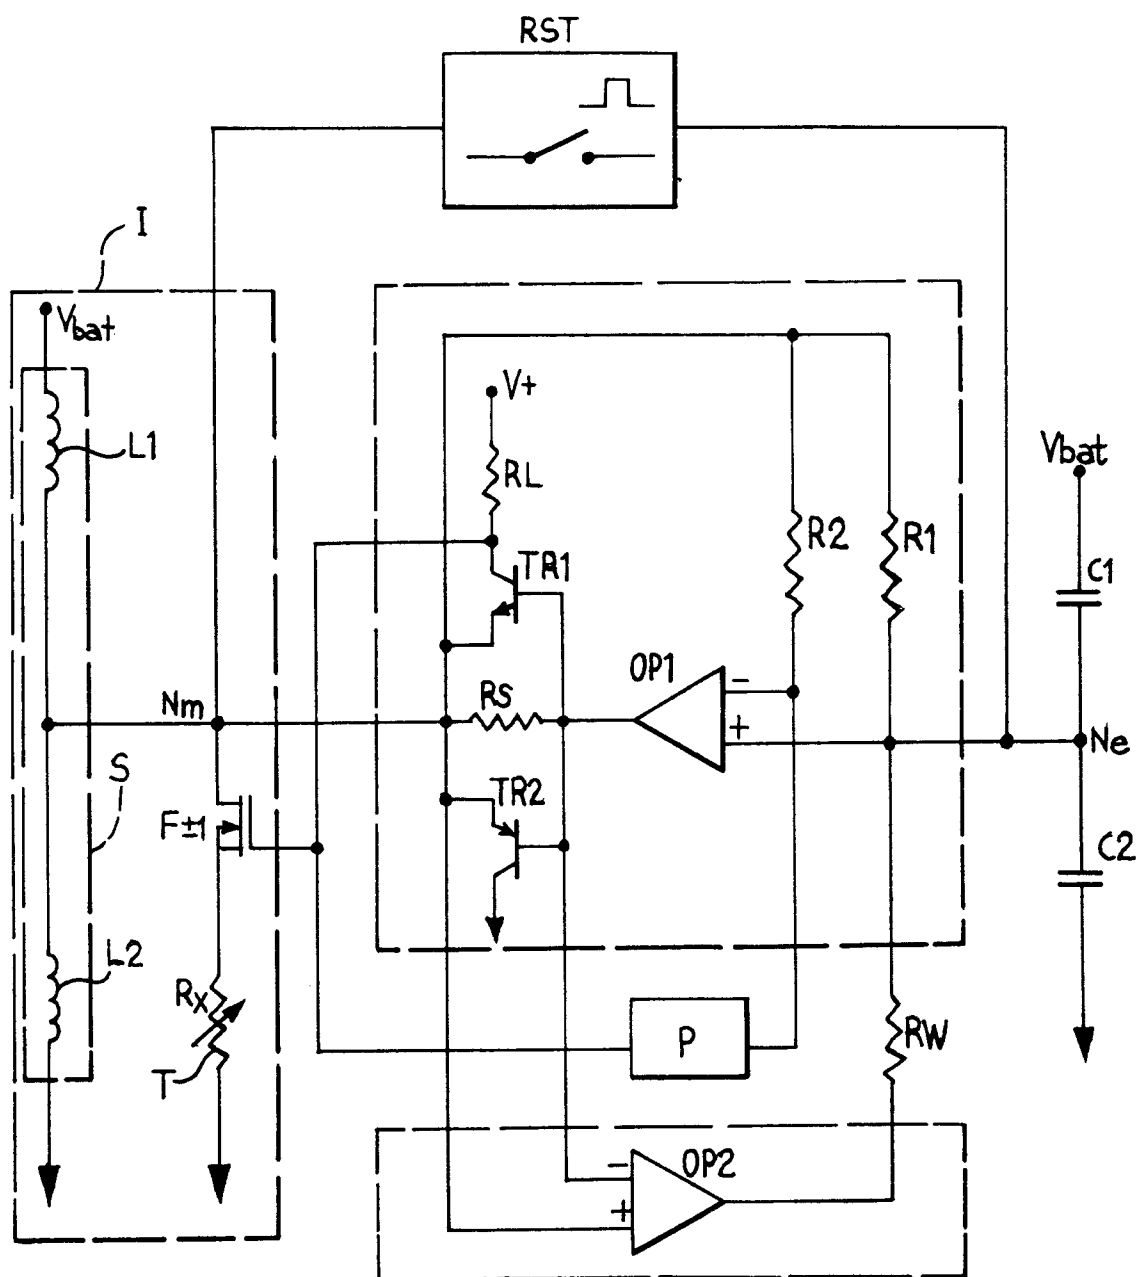 RST
I
Vbat
V+
L1
RL
Vbat
R2
R1
TR1
C1
OP1
-
Nm
RS
+
Ne
S
TR2
F±1
C2
L2
Rx
P
RW
T
OP2
-
+